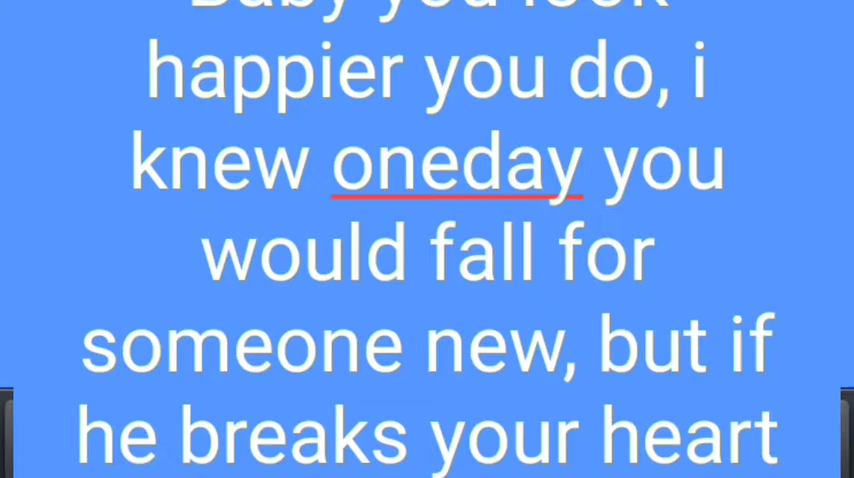 Baby you look
happier you do, i
knew oneday you
would fall for
someone new, but if
he breaks your heart